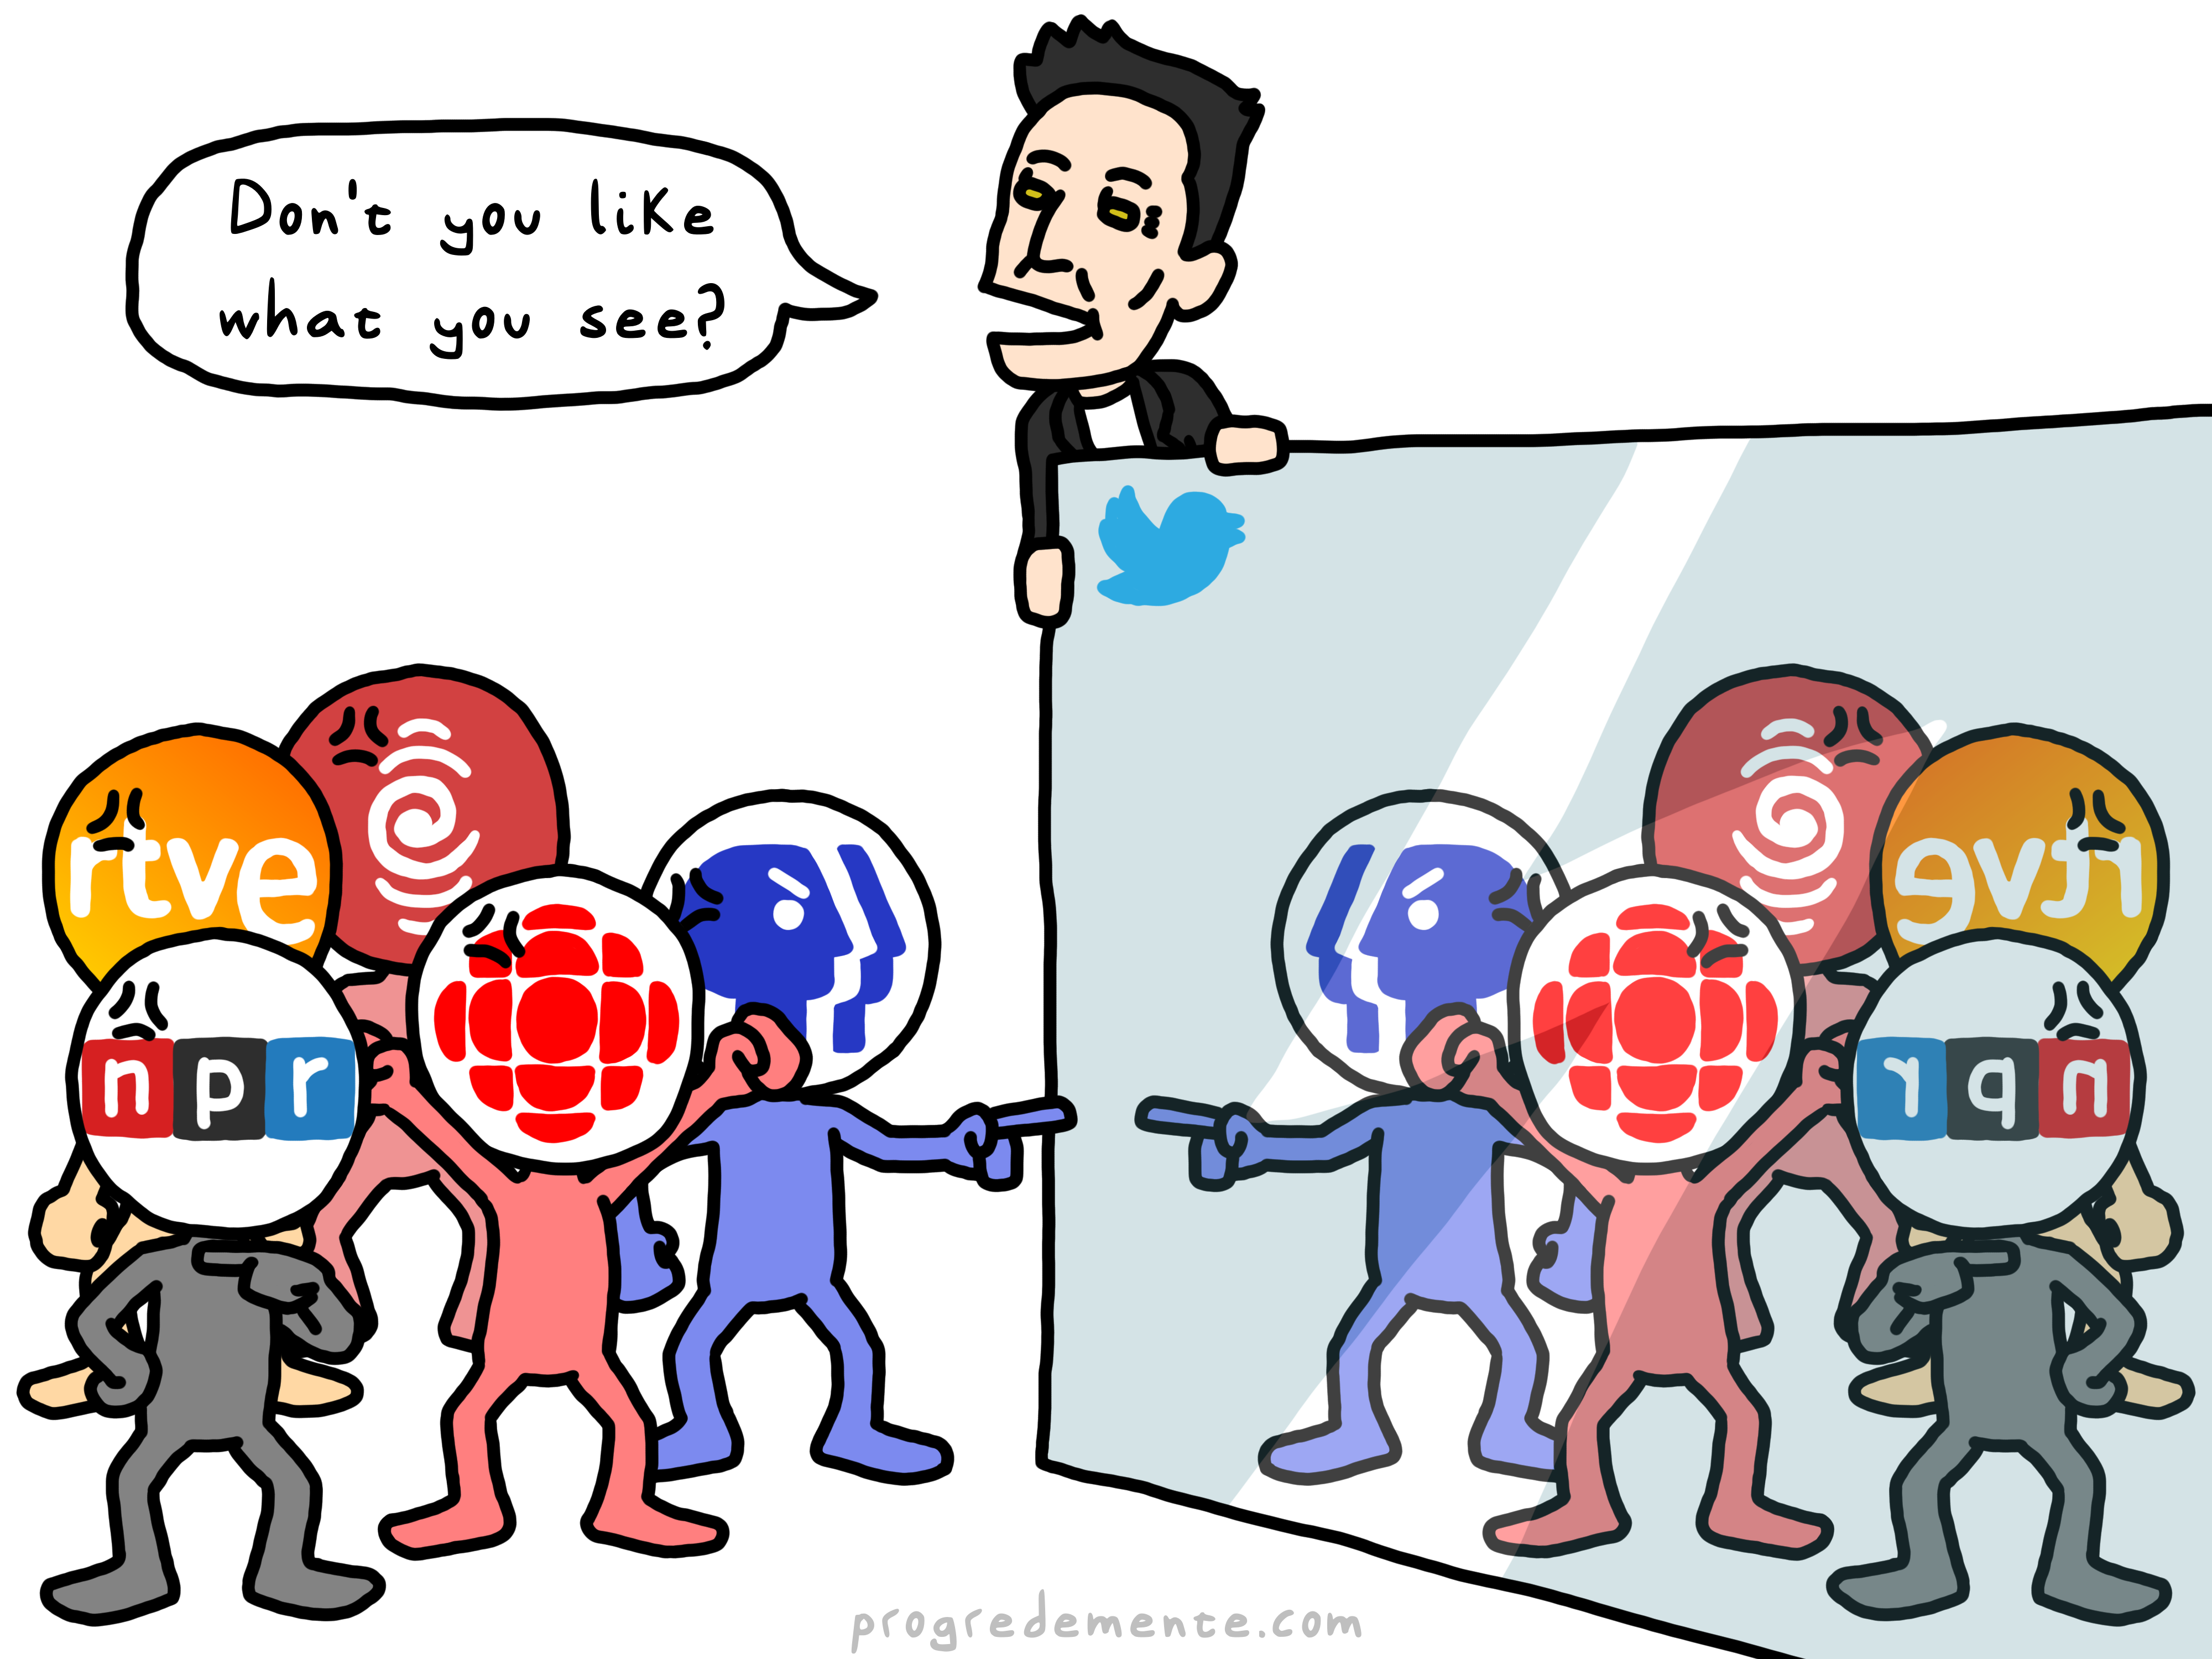 Don't you like
what you see?
rtve
npr
rtve
npr
progredemente.com